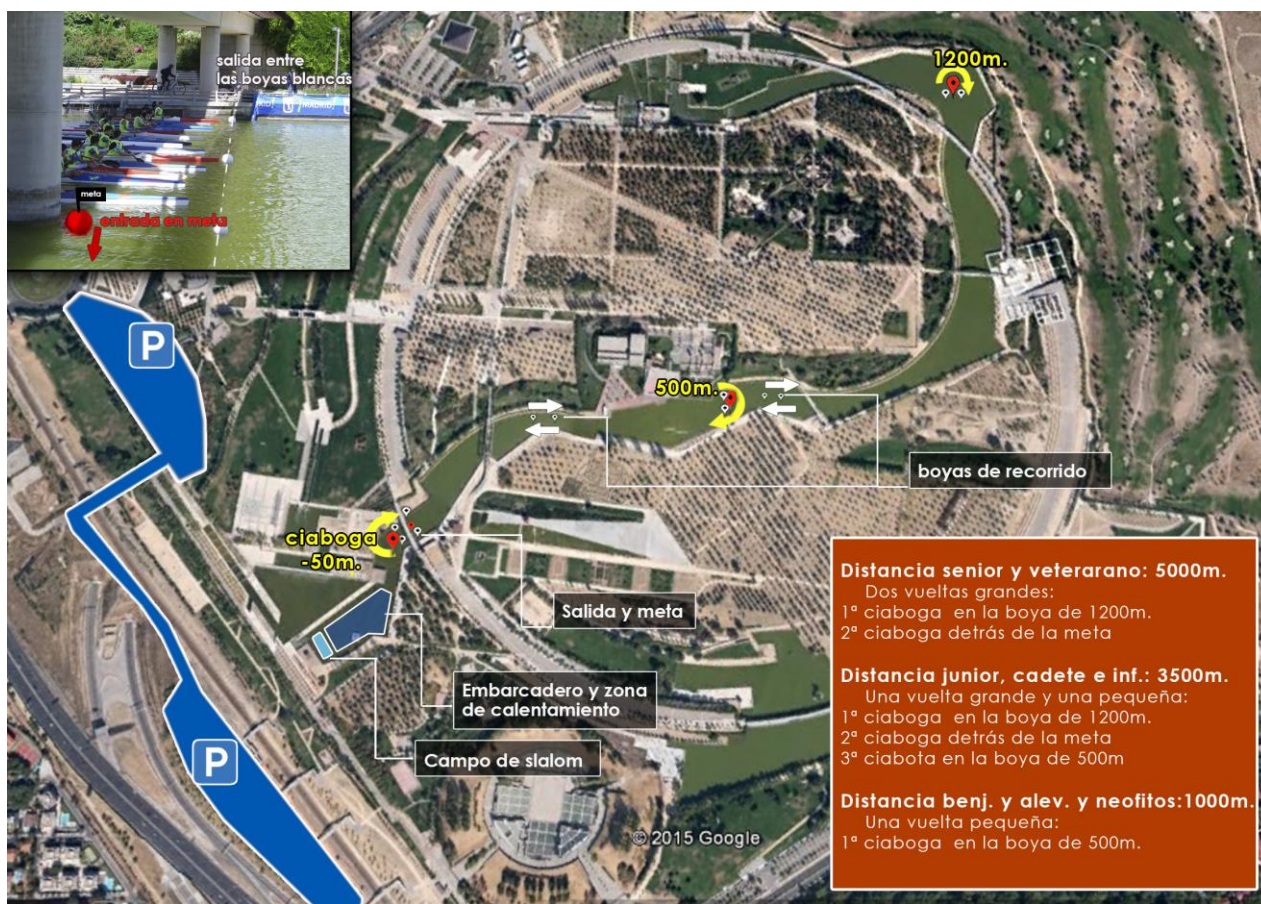 salida entre
las boyas blancas
MADRID
meta
entrada en meta
1200m.
P
500m.
boyas de recorrido
ciaboga
-50m.
Salida y meta
Embarcadero y zona
de calentamiento
Campo de slalom
P
© 2015 Google
Distancia senior y veterarano: 5000m.
Dos vueltas grandes:
1ª ciaboga en la boya de 1200m.
2ª ciaboga detrás de la meta
Distancia junior, cadete e inf.: 3500m.
Una vuelta grande y una pequeña:
1ª ciaboga en la boya de 1200m.
2ª ciaboga detrás de la meta
3ª ciabota en la boya de 500m
Distancia benj. y alev. y neofitos:1000m.
Una vuelta pequeña:
1ª ciaboga en la boya de 500m.